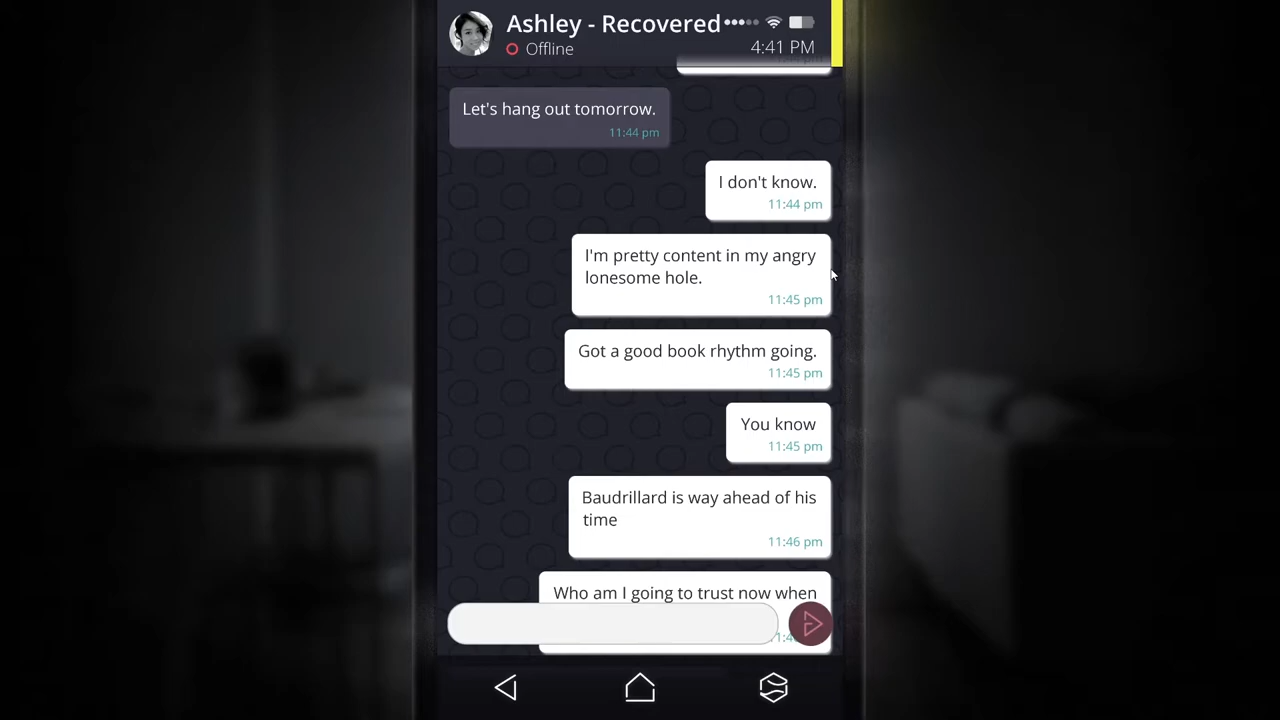 Ashley - Recovered
Offline
4:41 PM
Let's hang out tomorrow.
11:44 pm
I don't know.
11:44 pm
I'm pretty content in my angry
lonesome hole.
11:45 pm
Got a good book rhythm going.
11:45 pm
You know
11:45 pm
Baudrillard is way ahead of his
time
11:46 pm
Who am I going to trust now when